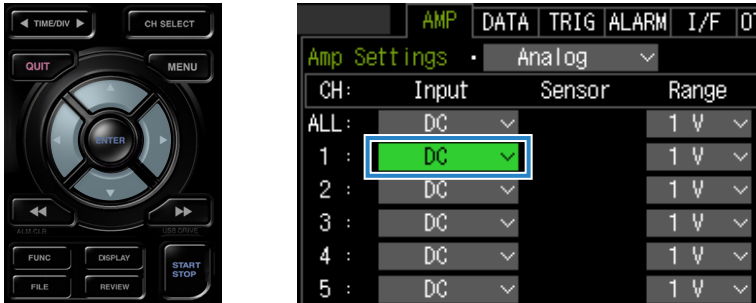 ◀ TIME/DIV ▶
CH SELECT
QUIT
MENU
ENTER
◀◀
▶▶
ALM CLR
USB DRIVE
FUNC
DISPLAY
START
STOP
FILE
REVIEW
AMP DATA TRIG ALARM I/F
Amp Settings · Analog
CH: Input Sensor Range
ALL: DC 1 V
1 : DC 1 V
2 : DC 1 V
3 : DC 1 V
4 : DC 1 V
5 : DC 1 V